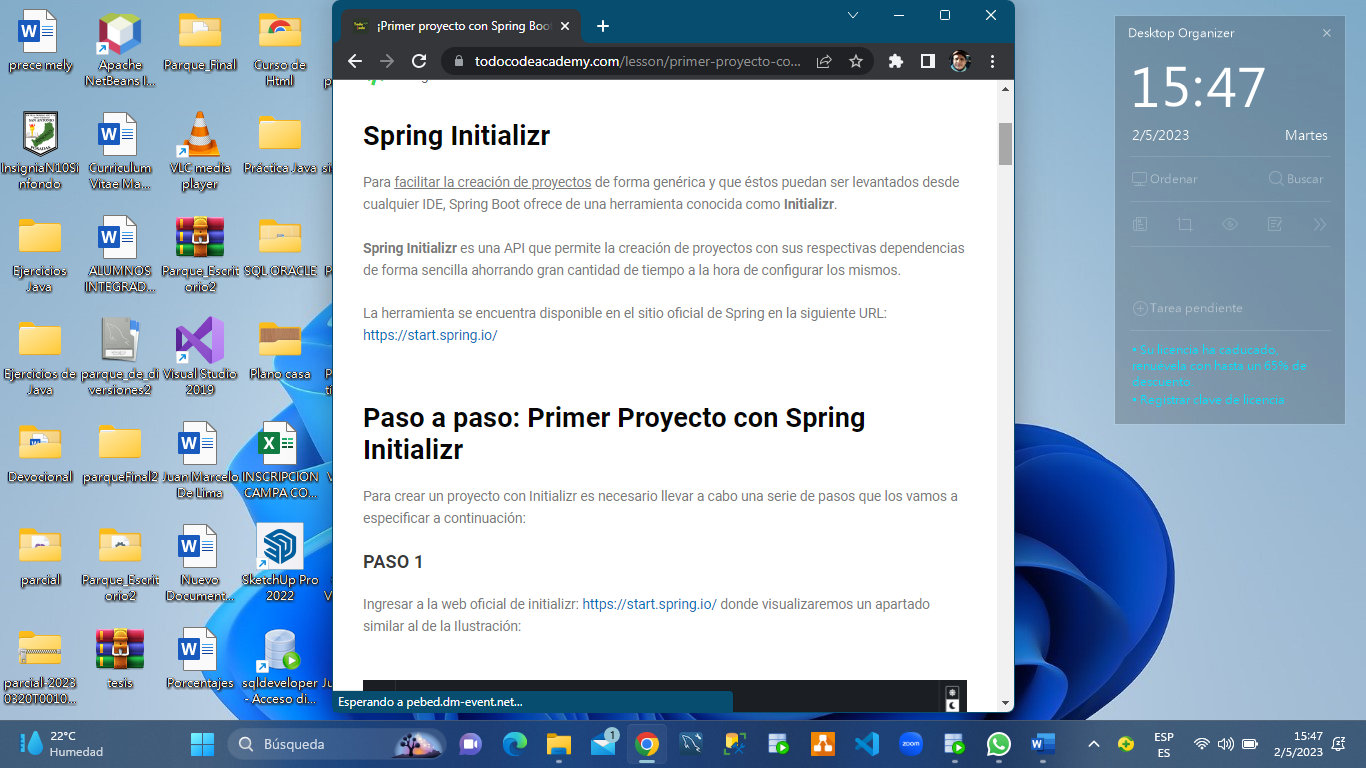 prece mely
Apache
NetBeans I...
Parque_Final
Curso de
Html
InsigniaN10Si
nfondo
Curriculum
Vitae Ma...
VLC media
player
Práctica Java
Ejercicios
Java
ALUMNOS
INTEGRAD...
Parque_Escrit
orio2
SQL ORACLE
Ejercicios de
Java
parque_de_di
versiones2
Visual Studio
2019
Plano casa
Devocional
parqueFinal2
Juan Marcelo
De Lima
INSCRIPCION
CAMPA CO...
parcial
Parque_Escrit
orio2
Nuevo
Document...
SketchUp Pro
2022
parcial-2023
0320T0010...
tesis
Porcentajes
sqldeveloper
- Acceso di...
¡Primer proyecto con Spring Boot
todocodeacademy.com/lesson/primer-proyecto-co...
Spring Initializr
Para facilitar la creación de proyectos de forma genérica y que éstos puedan ser levantados desde
cualquier IDE, Spring Boot ofrece de una herramienta conocida como Initializr.
Spring Initializr es una API que permite la creación de proyectos con sus respectivas dependencias
de forma sencilla ahorrando gran cantidad de tiempo a la hora de configurar los mismos.
La herramienta se encuentra disponible en el sitio oficial de Spring en la siguiente URL:
https://start.spring.io/
Paso a paso: Primer Proyecto con Spring
Initializr
Para crear un proyecto con Initializr es necesario llevar a cabo una serie de pasos que los vamos a
especificar a continuación:
PASO 1
Ingresar a la web oficial de initializr: https://start.spring.io/ donde visualizaremos un apartado
similar al de la Ilustración:
Esperando a pebed.dm-event.net...
Desktop Organizer
15:47
2/5/2023 Martes
Ordenar Buscar
Tarea pendiente
• Su licencia ha caducado,
renuévela con hasta un 65% de
descuento
• Registrar clave de licencia
22°C
Humedad
Búsqueda
1
zoom
ESP
ES
15:47
2/5/2023